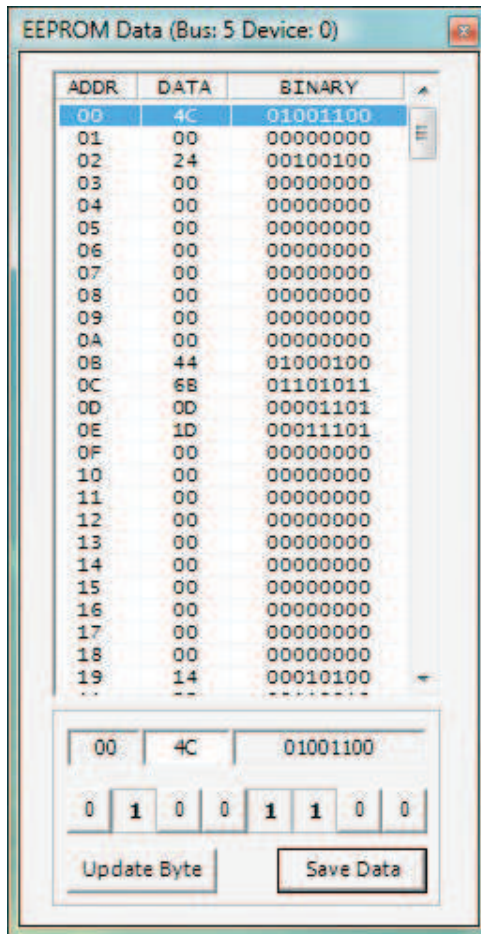 EEPROM Data (Bus: 5 Device: 0)
ADDR DATA BINARY
00 4C 01001100
01 00 00000000
02 24 00100100
03 00 00000000
04 00 00000000
05 00 00000000
06 00 00000000
07 00 00000000
08 00 00000000
09 00 00000000
0A 00 00000000
0B 44 01000100
0C 6B 01101011
0D 0D 00001101
0E 1D 00011101
0F 00 00000000
10 00 00000000
11 00 00000000
12 00 00000000
13 00 00000000
14 00 00000000
15 00 00000000
16 00 00000000
17 00 00000000
18 00 00000000
19 14 00010100
00 4C 01001100
0 1 0 0 1 1 0 0
Update Byte Save Data